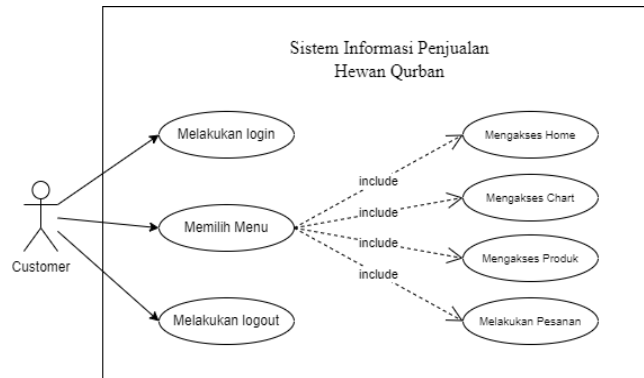 Sistem Informasi Penjualan
Hewan Qurban
Melakukan login
Mengakses Home
include
Mengakses Chart
include
Memilih Menu
include
Mengakses Produk
Customer
include
Melakukan logout
Melakukan Pesanan